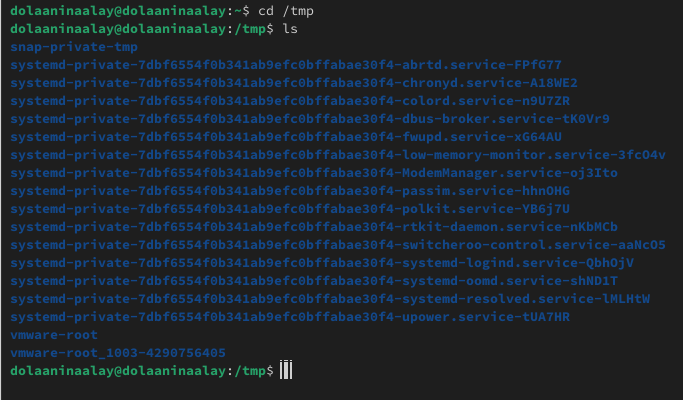 dolaaninaalay@dolaaninaalay:~$ cd /tmp
dolaaninaalay@dolaaninaalay:/tmp$ ls
snap-private-tmp
systemd-private-7dbf6554f0b341ab9efc0bffabae30f4-abrtd.service-FPfG77
systemd-private-7dbf6554f0b341ab9efc0bffabae30f4-chronyd.service-A18WE2
systemd-private-7dbf6554f0b341ab9efc0bffabae30f4-colord.service-n9U7ZR
systemd-private-7dbf6554f0b341ab9efc0bffabae30f4-dbus-broker.service-tK0Vr9
systemd-private-7dbf6554f0b341ab9efc0bffabae30f4-fwupd.service-xG64AU
systemd-private-7dbf6554f0b341ab9efc0bffabae30f4-low-memory-monitor.service-3fcO4v
systemd-private-7dbf6554f0b341ab9efc0bffabae30f4-ModemManager.service-oj3Ito
systemd-private-7dbf6554f0b341ab9efc0bffabae30f4-passim.service-hhnOHG
systemd-private-7dbf6554f0b341ab9efc0bffabae30f4-polkit.service-YB6j7U
systemd-private-7dbf6554f0b341ab9efc0bffabae30f4-rtkit-daemon.service-nKbMCb
systemd-private-7dbf6554f0b341ab9efc0bffabae30f4-switcheroo-control.service-aaNcO5
systemd-private-7dbf6554f0b341ab9efc0bffabae30f4-systemd-logind.service-QbhOjV
systemd-private-7dbf6554f0b341ab9efc0bffabae30f4-systemd-oomd.service-shND1T
systemd-private-7dbf6554f0b341ab9efc0bffabae30f4-systemd-resolved.service-lMLHtW
systemd-private-7dbf6554f0b341ab9efc0bffabae30f4-upower.service-tUA7HR
vmware-root
vmware-root_1003-4290756405
dolaaninaalay@dolaaninaalay:/tmp$